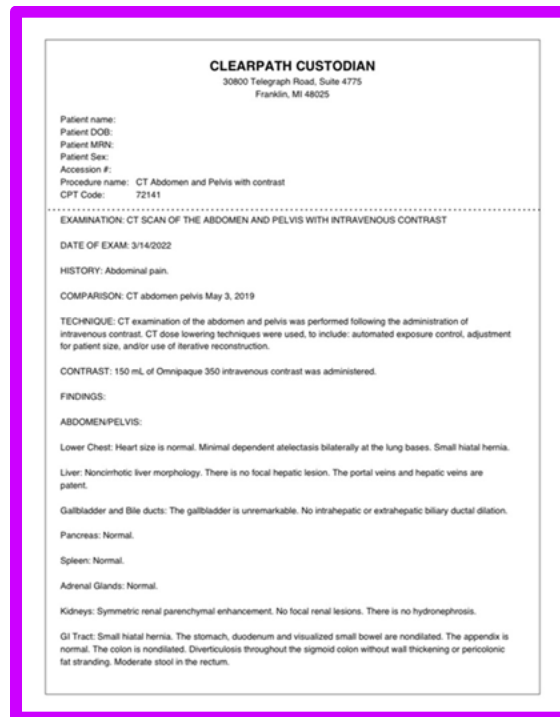 CLEARPATH CUSTODIAN
30800 Telegraph Road, Suite 4775
Franklin, MI 48025
Patient name:
Patient DOB:
Patient MRN:
Patient Sex:
Accession #:
Procedure name: CT Abdomen and Pelvis with contrast
CPT Code: 72141
EXAMINATION: CT SCAN OF THE ABDOMEN AND PELVIS WITH INTRAVENOUS CONTRAST
DATE OF EXAM: 3/14/2022
HISTORY: Abdominal pain.
COMPARISON: CT abdomen pelvis May 3, 2019
TECHNIQUE: CT examination of the abdomen and pelvis was performed following the administration of
intravenous contrast. CT dose lowering techniques were used, to include: automated exposure control, adjustment
for patient size, and/or use of iterative reconstruction.
CONTRAST: 150 mL of Omnipaque 350 intravenous contrast was administered.
FINDINGS:
ABDOMEN/PELVIS:
Lower Chest: Heart size is normal. Minimal dependent atelectasis bilaterally at the lung bases. Small hiatal hernia.
Liver: Noncirrhotic liver morphology. There is no focal hepatic lesion. The portal veins and hepatic veins are
patent.
Gallbladder and Bile ducts: The gallbladder is unremarkable. No intrahepatic or extrahepatic biliary ductal dilation.
Pancreas: Normal.
Spleen: Normal.
Adrenal Glands: Normal.
Kidneys: Symmetric renal parenchymal enhancement. No focal renal lesions. There is no hydronephrosis.
GI Tract: Small hiatal hernia. The stomach, duodenum and visualized small bowel are nondilated. The appendix is
normal. The colon is nondilated. Diverticulosis throughout the sigmoid colon without wall thickening or pericolonic
fat stranding. Moderate stool in the rectum.